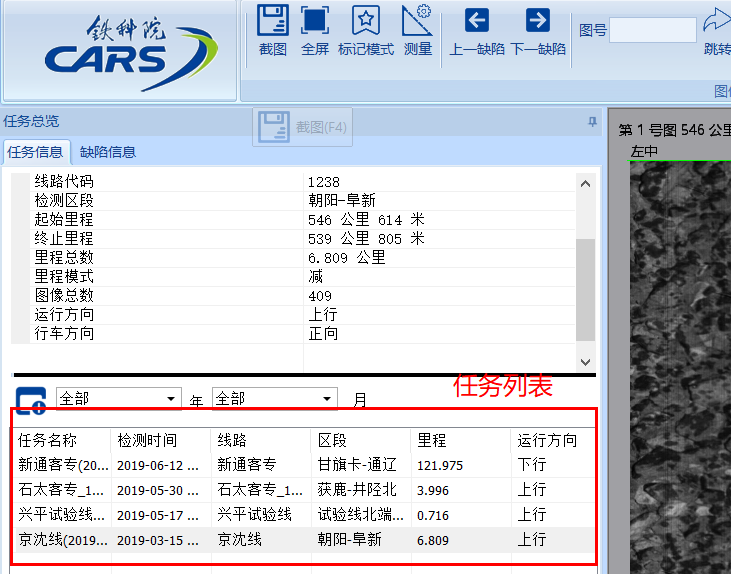 铁科院
CARS
截图 全屏 标记模式 测量 上一缺陷 下一缺陷 图号 跳转
图像
任务总览
截图(F4)
第 1 号图 546 公里
左中
任务信息 缺陷信息
线路代码 1238
检测区段 朝阳-阜新
起始里程 546 公里 614 米
终止里程 539 公里 805 米
里程总数 6.809 公里
里程模式 减
图像总数 409
运行方向 上行
行车方向 正向
任务列表
全部 年 全部 月
任务名称 检测时间 线路 区段 里程 运行方向
新通客专(20... 2019-06-12 ... 新通客专 甘旗卡-通辽 121.975 下行
石太客专_1... 2019-05-30 ... 石太客专_1... 获鹿-井陉北 3.996 上行
兴平试验线... 2019-05-17 ... 兴平试验线 试验线北端... 0.716 上行
京沈线(2019... 2019-03-15 ... 京沈线 朝阳-阜新 6.809 上行